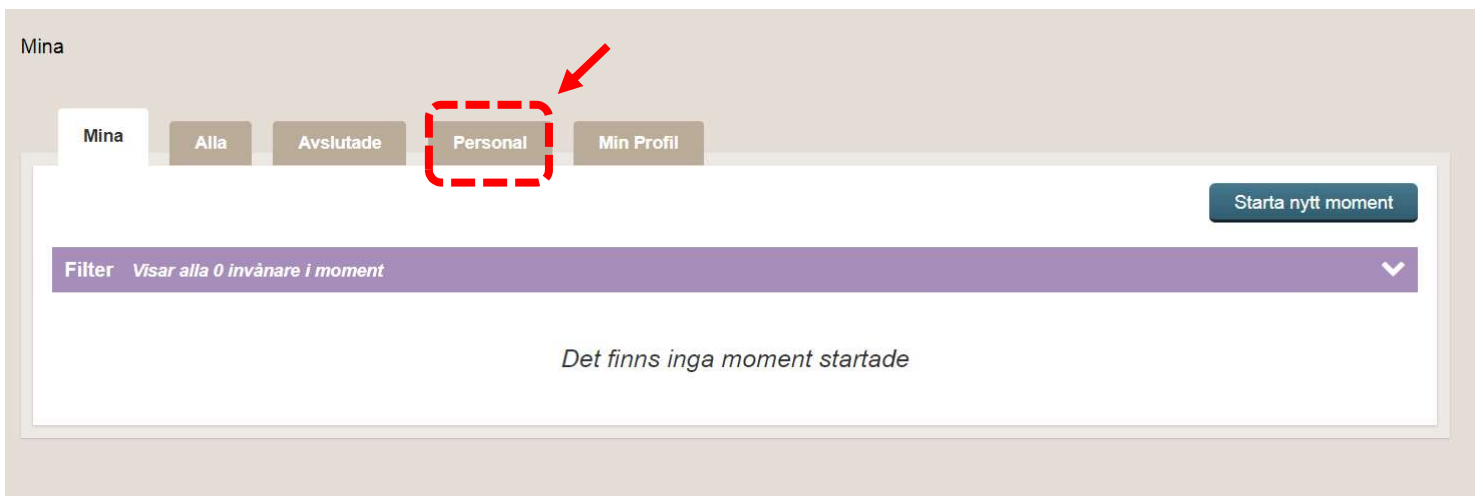 Mina
Mina Alla Avslutade Personal Min Profil
Starta nytt moment
Filter Visar alla 0 invånare i moment
Det finns inga moment startade